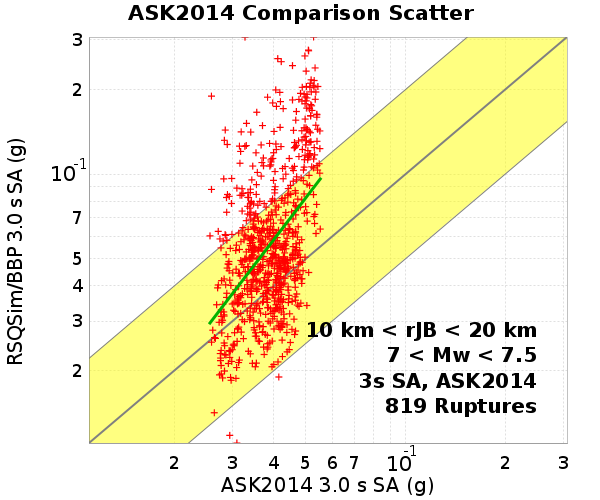 ASK2014 Comparison Scatter
RSQSim/BBP 3.0 s SA (g)
3
2
10-1
7
5
4
3
2
10 km < rJB < 20 km
7 < Mw < 7.5
3s SA, ASK2014
819 Ruptures
2 3 4 5 6 7 10-1 2 3
ASK2014 3.0 s SA (g)